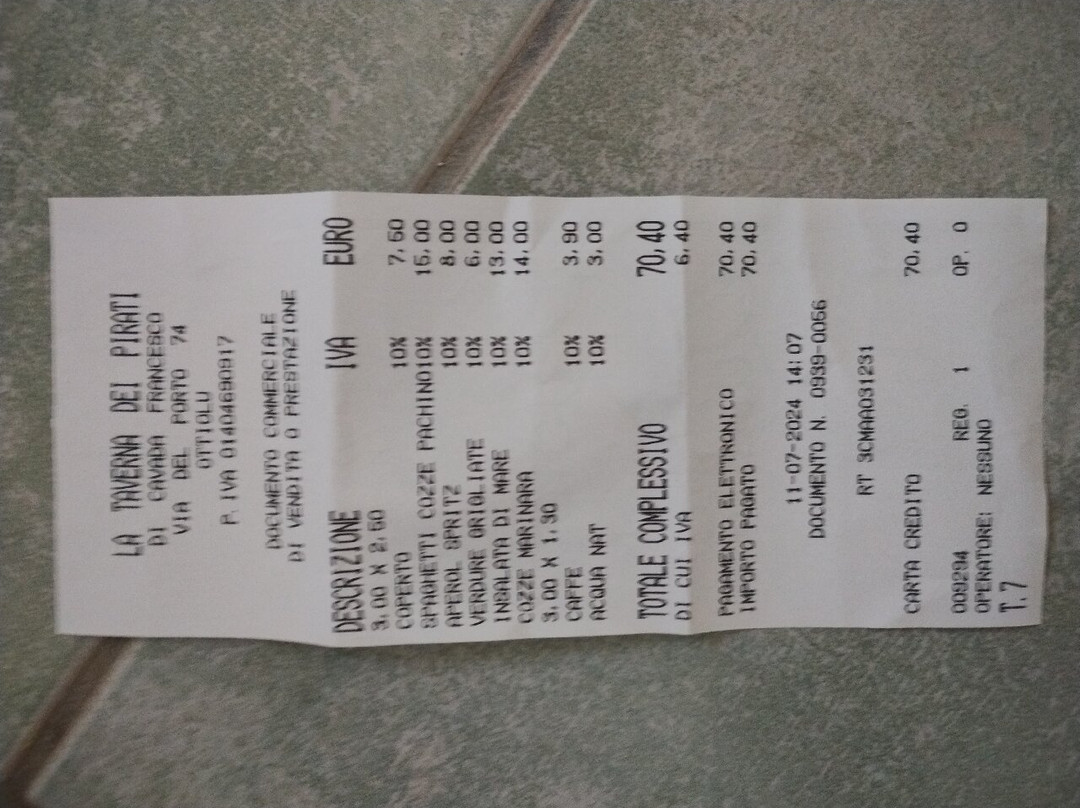 LA TAVERNA DEI PIRATI
DI CAVADA FRANCESCO
VIA DEL PORTO 74
OTTIOLU
P. IVA 01404690917
DOCUMENTO COMMERCIALE
DI VENDITA O PRESTAZIONE
DESCRIZIONE IVA EURO
3,00 X 2,50
COPERTO 10% 7,50
SPAGHETTI COZZE PACHINO10% 15,00
APEROL SPRITZ 10% 8,00
VERDURE GRIGLIATE 10% 6,00
INSALATA DI MARE 10% 13,00
COZZE MARINARA 10% 14,00
3,00 X 1,30
CAFFE 10% 3,90
ACQUA NAT 10% 3,00
TOTALE COMPLESSIVO 70,40
DI CUI IVA 6,40
PAGAMENTO ELETTRONICO 70,40
IMPORTO PAGATO 70,40
11-07-2024 14:07
DOCUMENTO N. 0939-0056
RT 3CMAA031231
CARTA CREDITO 70,40
009294 REG. 1 OP. 0
OPERATORE: NESSUNO
T.7